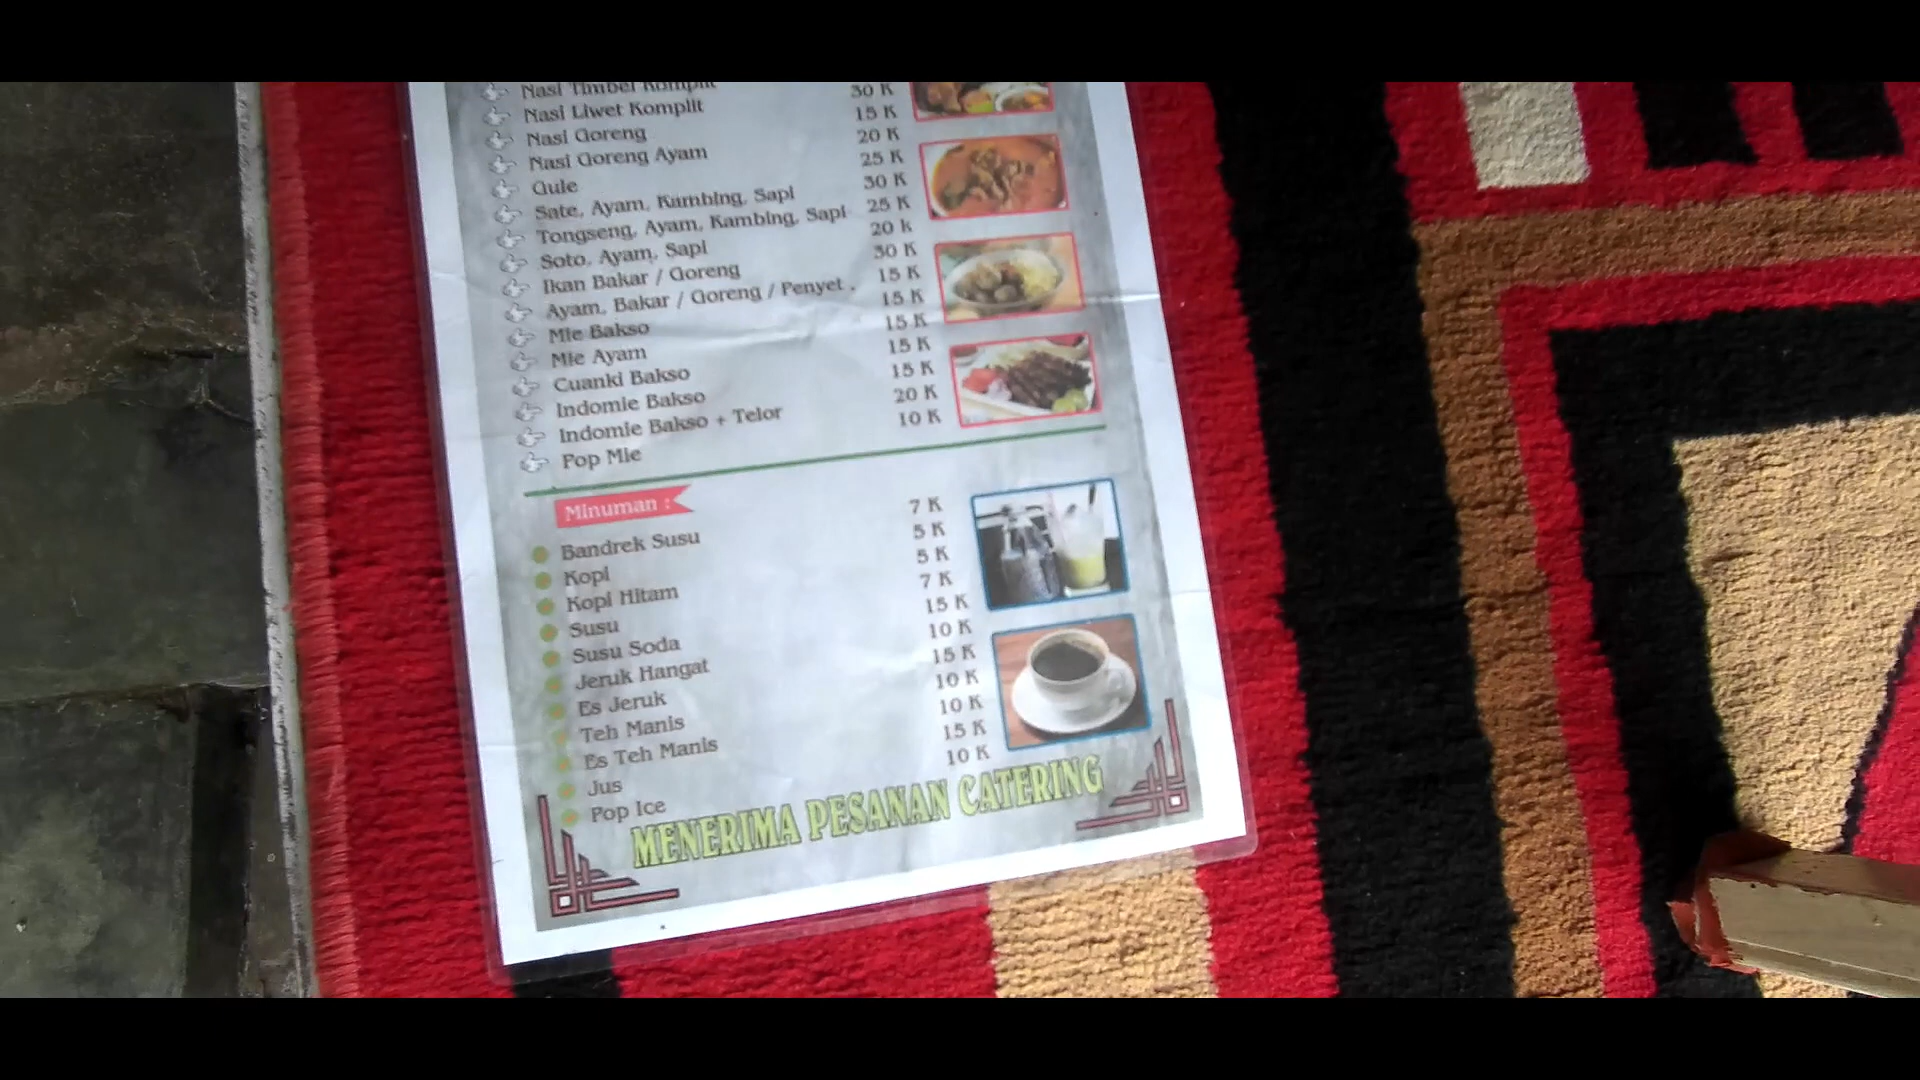 Nasi Timbel Komplit
Nasi Liwet Komplit 30 K
Nasi Goreng 15 K
Nasi Goreng Ayam 20 K
Gule 25 K
Sate, Ayam, Kambing, Sapi 30 K
Tongseng, Ayam, Kambing, Sapi 25 K
Soto, Ayam, Sapi 20 k
Ikan Bakar / Goreng 30 K
Ayam, Bakar / Goreng / Penyet . 15 K
Mie Bakso 15 K
Mie Ayam 15 K
Cuanki Bakso 15 K
Indomie Bakso 15 K
Indomie Bakso + Telor 20 K
Pop Mie 10 K
Minuman :
Bandrek Susu 7 K
Kopi 5 K
Kopi Hitam 5 K
Susu 7 K
Susu Soda 15 K
Jeruk Hangat 10 K
Es Jeruk 15 K
Teh Manis 10 K
Es Teh Manis 10 K
Jus 15 K
Pop Ice 10 K
MENERIMA PESANAN CATERING